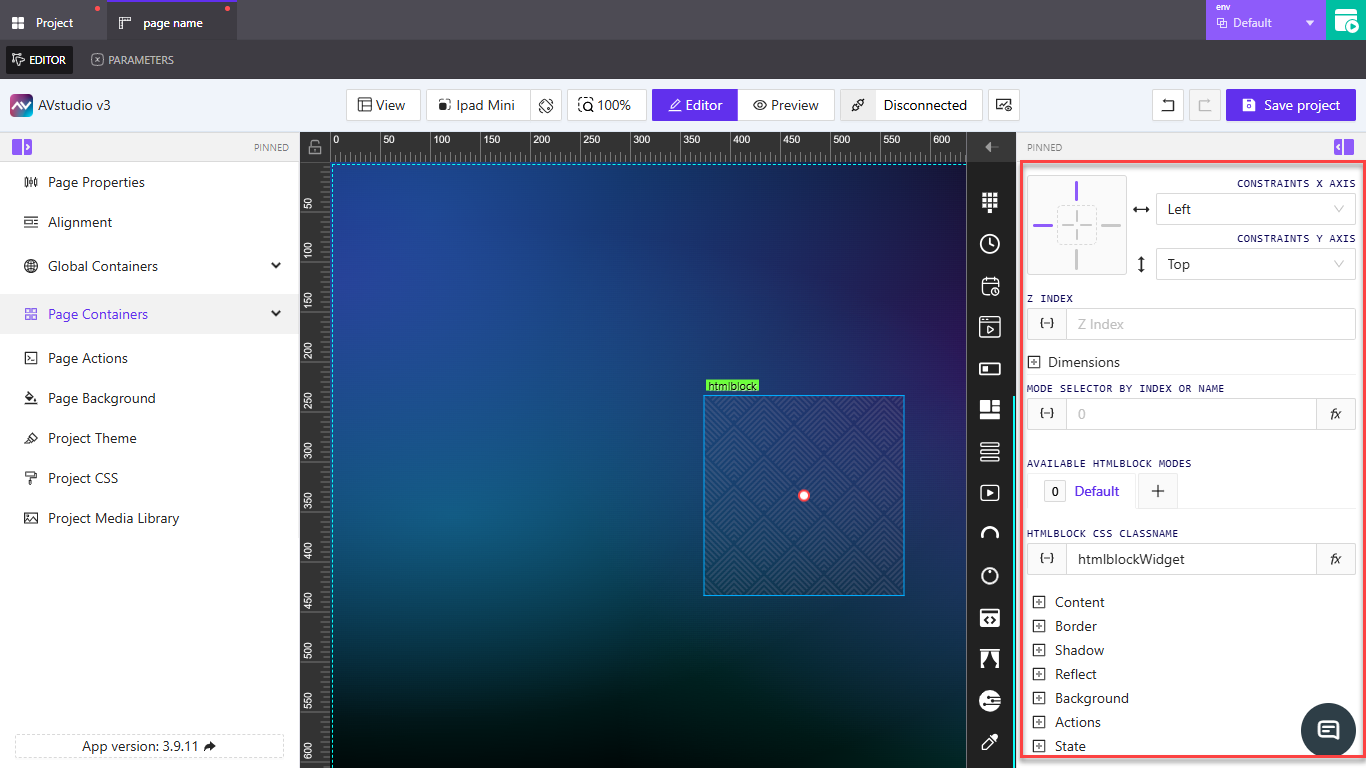 Project
page name
env
Default
EDITOR
PARAMETERS
AVstudio v3
View
Ipad Mini
100%
Editor
Preview
Disconnected
Save project
PINNED
Page Properties
Alignment
Global Containers
Page Containers
Page Actions
Page Background
Project Theme
Project CSS
Project Media Library
App version: 3.9.11
0 50 100 150 200 250 300 350 400 450 500 550 600
50
100
150
200
250
300
350
400
450
500
550
600
htmlblock
PINNED
CONSTRAINTS X AXIS
Left
CONSTRAINTS Y AXIS
Top
Z INDEX
{-} Z Index
Dimensions
MODE SELECTOR BY INDEX OR NAME
{-} 0 fx
AVAILABLE HTMLBLOCK MODES
0 Default +
HTMLBLOCK CSS CLASSNAME
{-} htmlblockWidget fx
Content
Border
Shadow
Reflect
Background
Actions
State